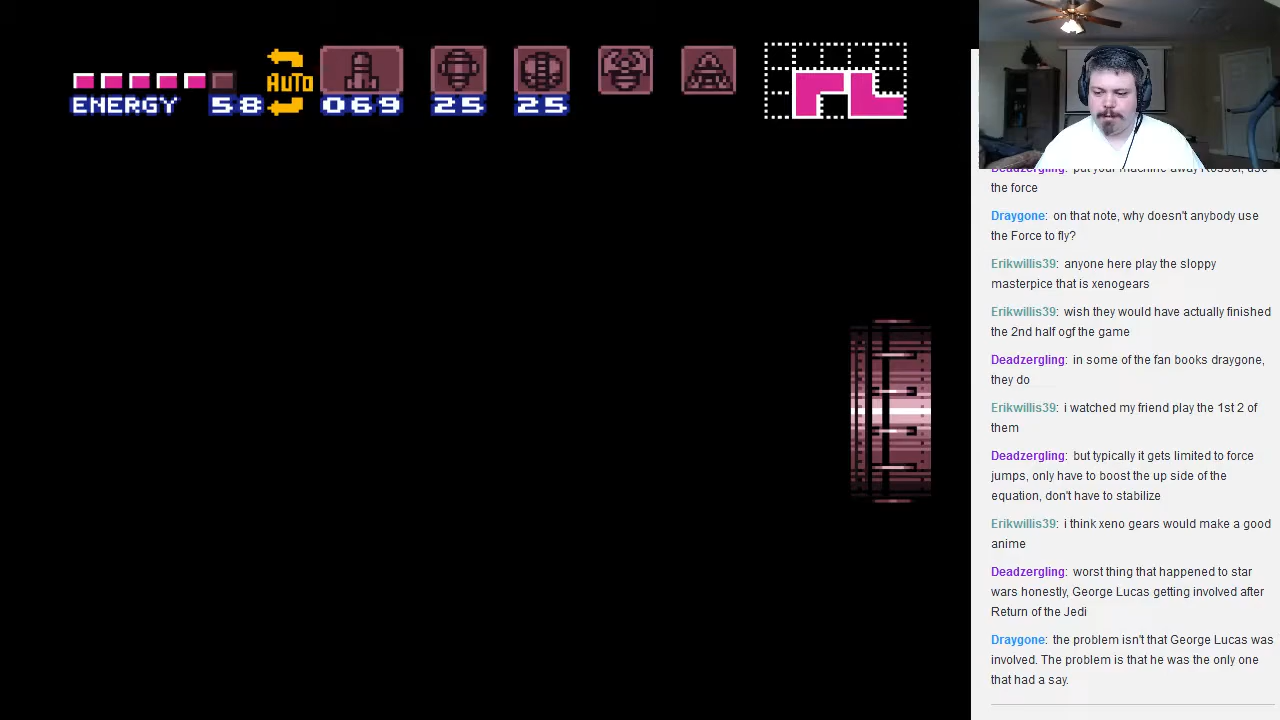 AUTO
ENERGY 58 069 25 25
Deadzergling: put your machine away Rosser, use
the force
Draygone: on that note, why doesn't anybody use
the Force to fly?
Erikwillis39: anyone here play the sloppy
masterpice that is xenogears
Erikwillis39: wish they would have actually finished
the 2nd half ogf the game
Deadzergling: in some of the fan books draygone,
they do
Erikwillis39: i watched my friend play the 1st 2 of
them
Deadzergling: but typically it gets limited to force
jumps, only have to boost the up side of the
equation, don't have to stabilize
Erikwillis39: i think xeno gears would make a good
anime
Deadzergling: worst thing that happened to star
wars honestly, George Lucas getting involved after
Return of the Jedi
Draygone: the problem isn't that George Lucas was
involved. The problem is that he was the only one
that had a say.